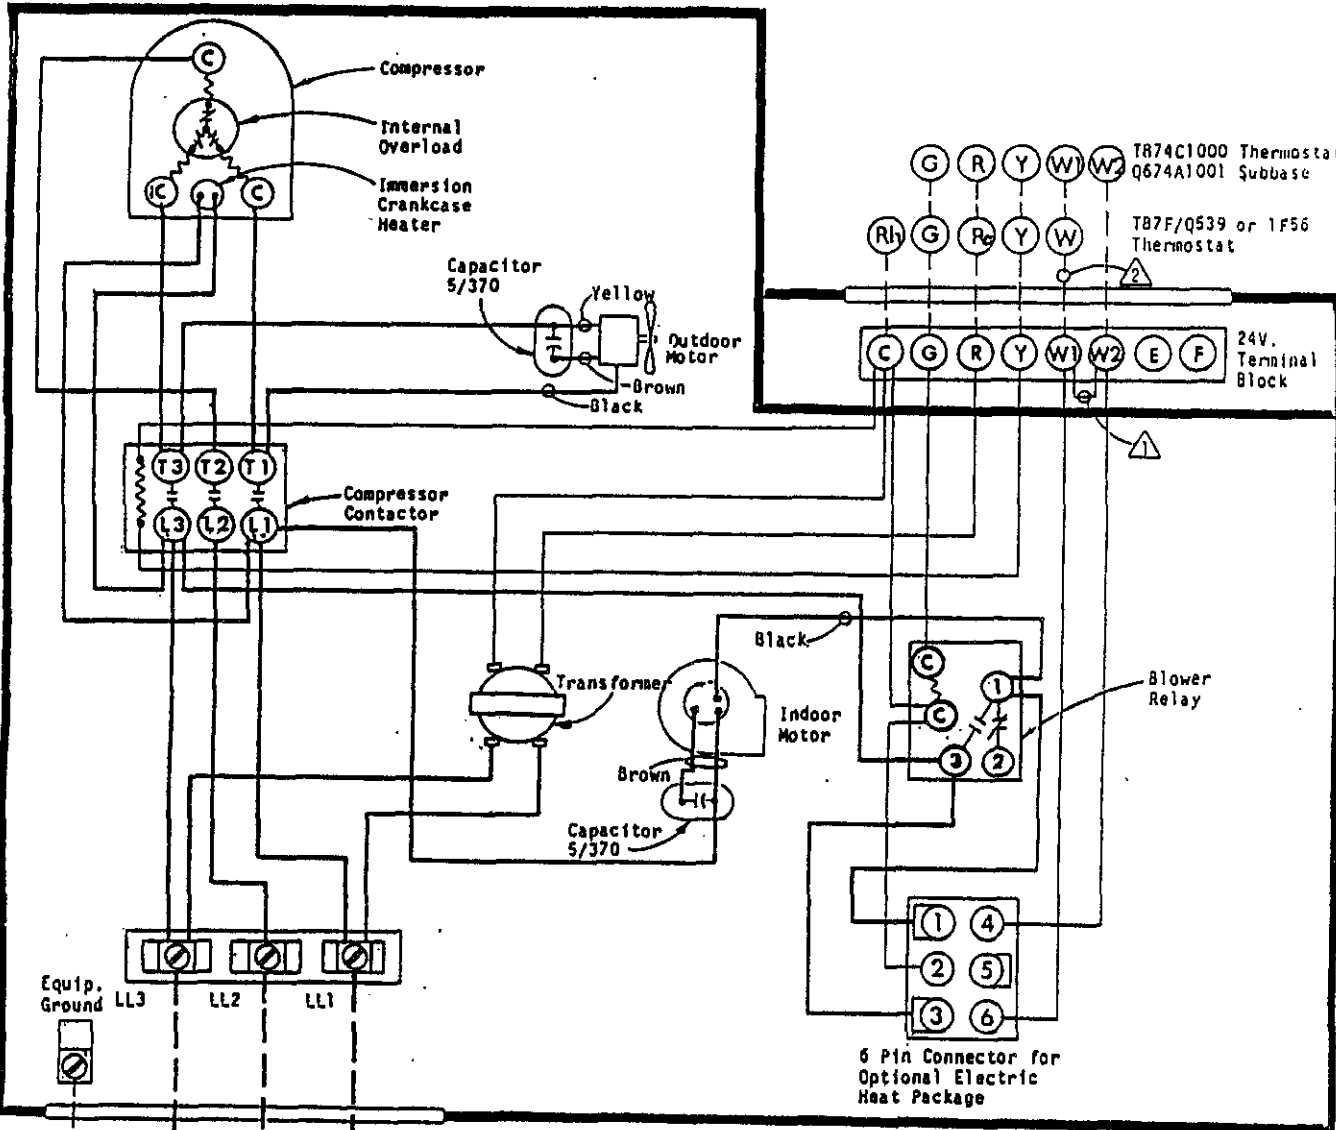 C
Compressor
Internal
Overload
Immersion
Crankcase
Heater
C
C
G R Y W1 W2
T874C1000 Thermosta
Q674A1001 Subbase
Rh G Rc Y W
T87F/Q539 or 1F56
Thermostat
2
Capacitor
5/370
Yellow
Outdoor
Motor
Brown
Black
C G R Y W1 W2 E F
24V.
Terminal
Block
1
T3 T2 T1
L3 L2 L1
Compressor
Contactor
Transformer
Black
Indoor
Motor
Brown
Capacitor
5/370
C
C
1
3 2
Blower
Relay
1 4
2 5
3 6
6 Pin Connector for
Optional Electric
Heat Package
Equip.
Ground
LL3 LL2 LL1